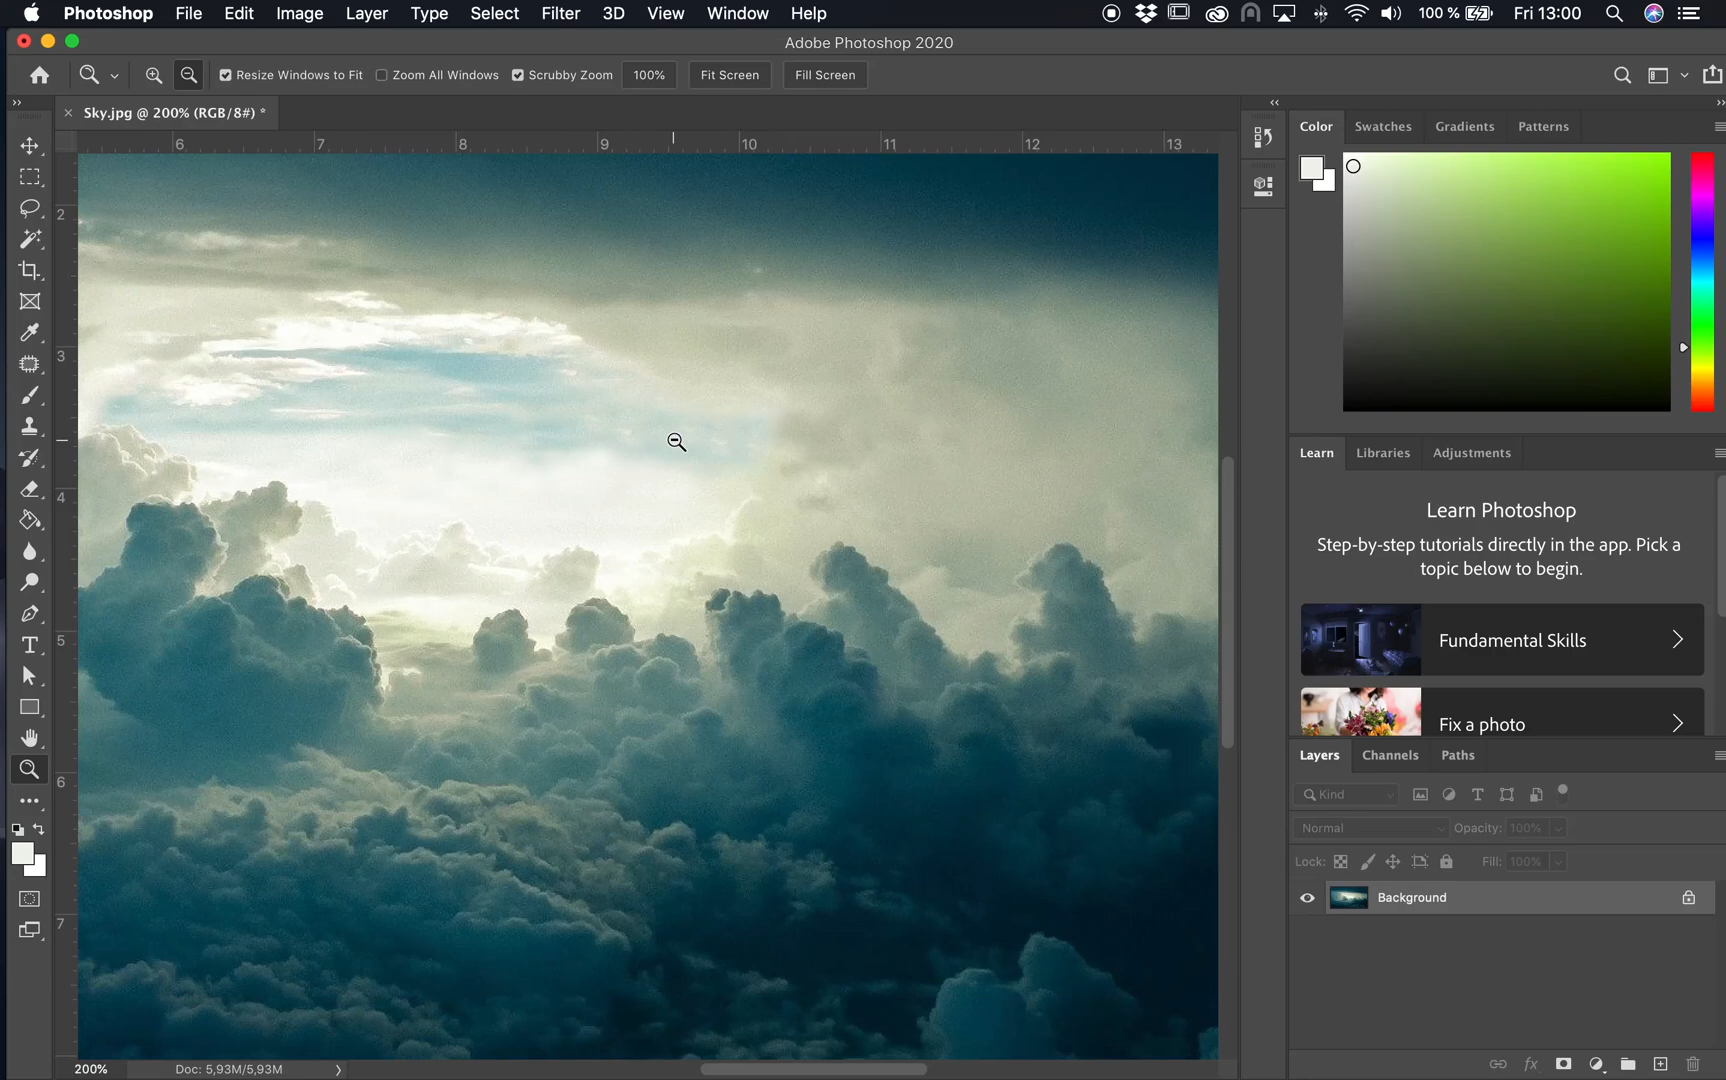 Photoshop File Edit Image Layer Type Select Filter 3D View Window Help 100 % Fri 13:00
Adobe Photoshop 2020
Resize Windows to Fit Zoom All Windows Scrubby Zoom 100% Fit Screen Fill Screen
Sky.jpg @ 200% (RGB/8#) *
6 7 8 9 10 11 12 13
2
3
4
5
6
7
Color Swatches Gradients Patterns
Learn Libraries Adjustments
Learn Photoshop
Step-by-step tutorials directly in the app. Pick a
topic below to begin.
Fundamental Skills
Fix a photo
Layers Channels Paths
Kind
Normal Opacity: 100%
Lock: Fill: 100%
Background
200% Doc: 5,93M/5,93M